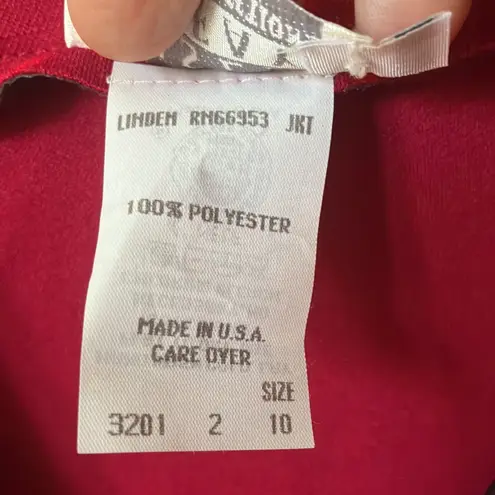 LINDEN RN66953 JKT
100% POLYESTER
MADE IN U.S.A.
CARE OVER
SIZE
3201 2 10